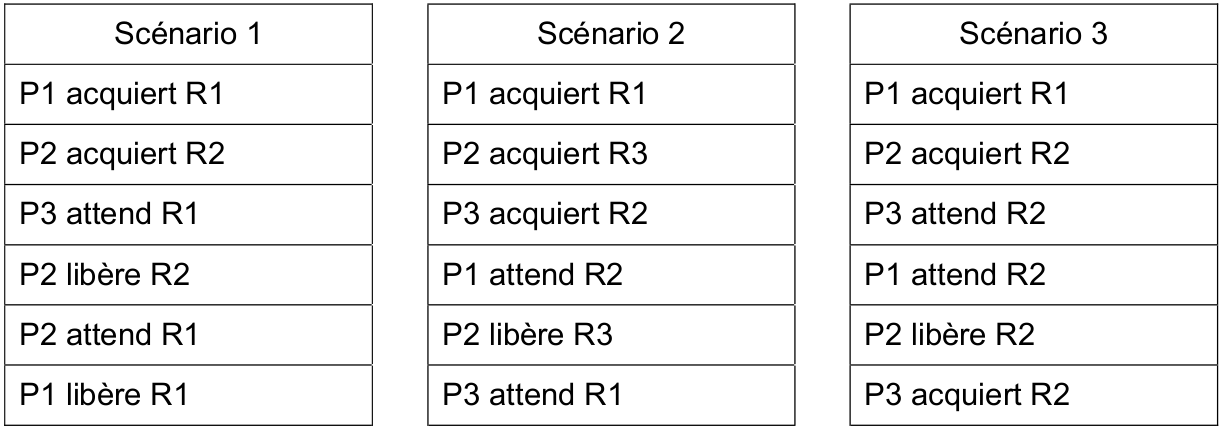 Scénario 1
P1 acquiert R1
P2 acquiert R2
P3 attend R1
P2 libère R2
P2 attend R1
P1 libère R1
Scénario 2
P1 acquiert R1
P2 acquiert R3
P3 acquiert R2
P1 attend R2
P2 libère R3
P3 attend R1
Scénario 3
P1 acquiert R1
P2 acquiert R2
P3 attend R2
P1 attend R2
P2 libère R2
P3 acquiert R2